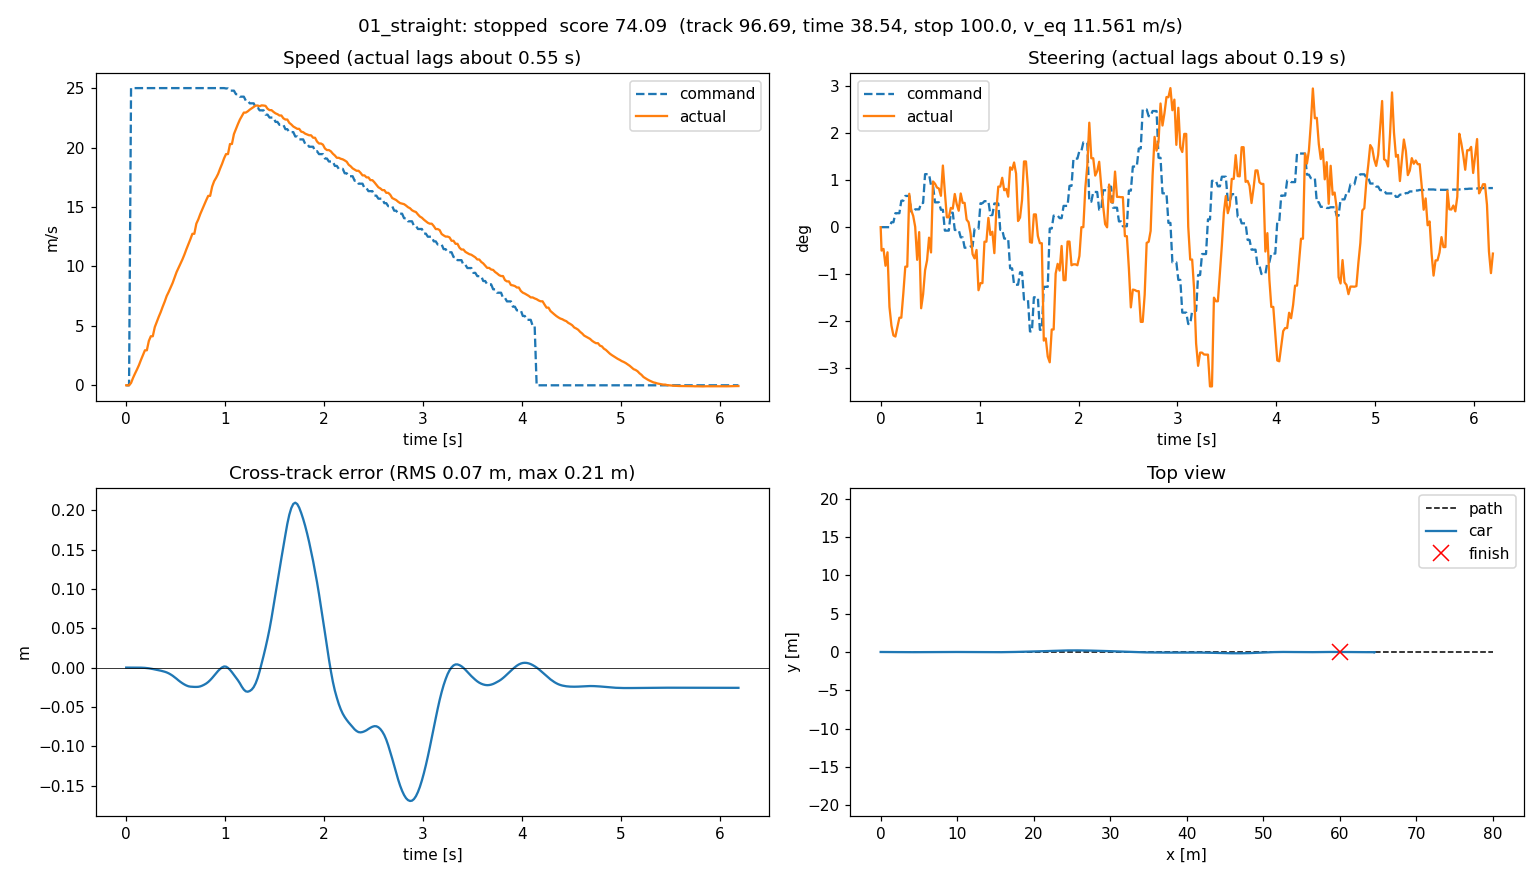 01_straight: stopped  score 74.09  (track 96.69, time 38.54, stop 100.0, v_eq 11.561 m/s)
Speed (actual lags about 0.55 s)
command
actual
25
20
15
10
5
0
m/s
0 1 2 3 4 5 6
time [s]
Steering (actual lags about 0.19 s)
command
actual
3
2
1
0
−1
−2
−3
deg
0 1 2 3 4 5 6
time [s]
Cross-track error (RMS 0.07 m, max 0.21 m)
0.20
0.15
0.10
0.05
0.00
−0.05
−0.10
−0.15
m
0 1 2 3 4 5 6
time [s]
Top view
path
car
finish
20
15
10
5
0
−5
−10
−15
−20
y [m]
0 10 20 30 40 50 60 70 80
x [m]